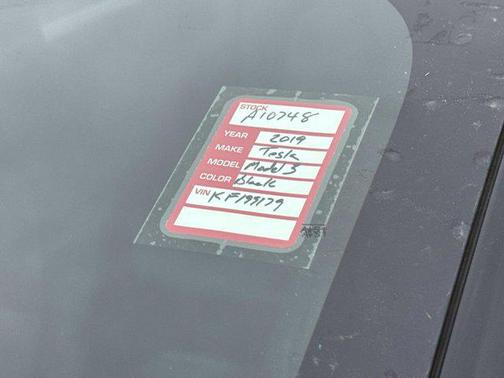 STOCK A10748
YEAR 2019
MAKE Tesla
MODEL Model 3
COLOR Black
VIN KF199179